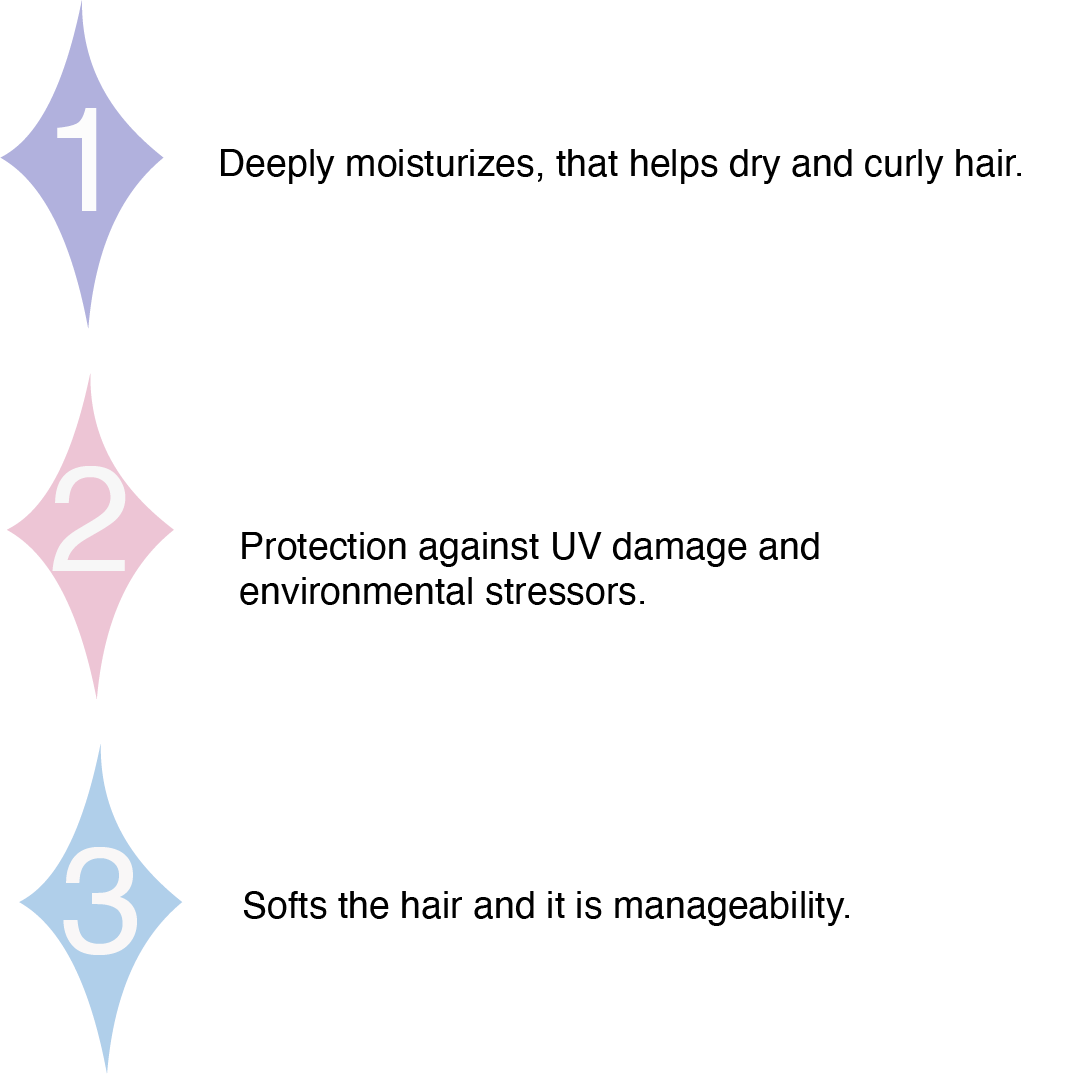 1
Deeply moisturizes, that helps dry and curly hair.
2
Protection against UV damage and
environmental stressors.
3
Softs the hair and it is manageability.